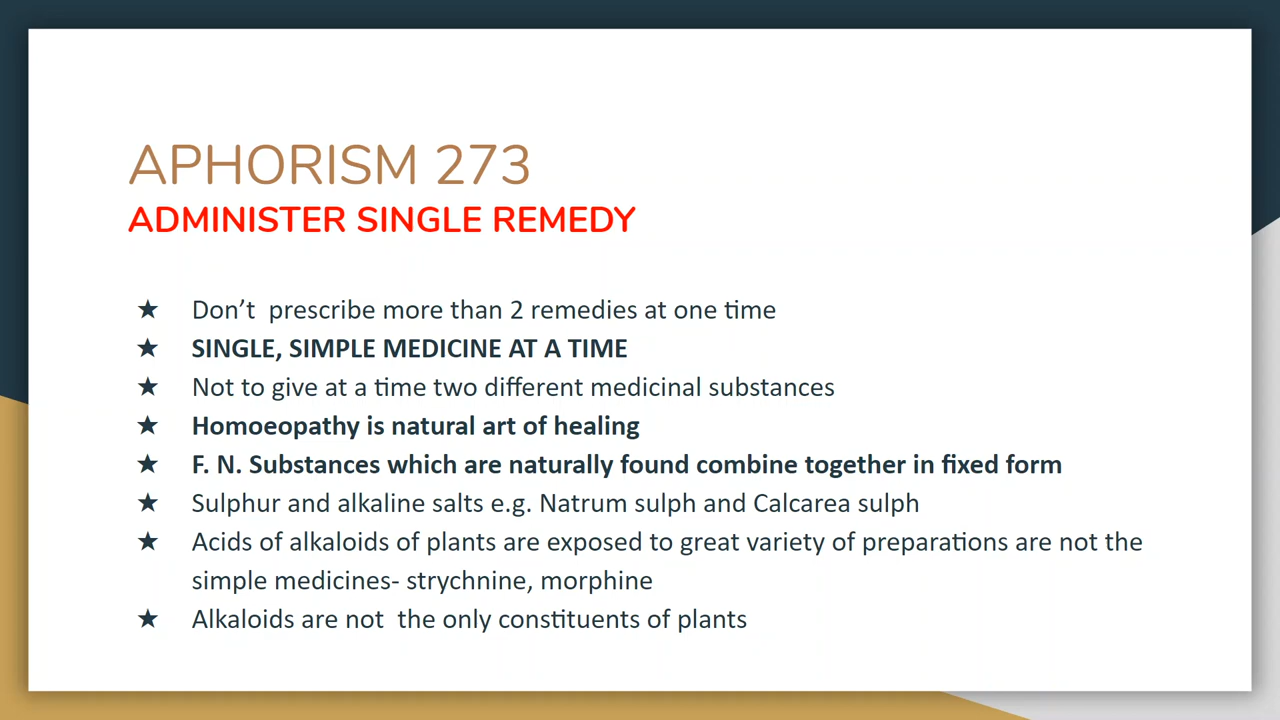 APHORISM 273
ADMINISTER SINGLE REMEDY
★ Don’t  prescribe more than 2 remedies at one time
★ SINGLE, SIMPLE MEDICINE AT A TIME
★ Not to give at a time two different medicinal substances
★ Homoeopathy is natural art of healing
★ F. N. Substances which are naturally found combine together in fixed form
★ Sulphur and alkaline salts e.g. Natrum sulph and Calcarea sulph
★ Acids of alkaloids of plants are exposed to great variety of preparations are not the
simple medicines- strychnine, morphine
★ Alkaloids are not  the only constituents of plants